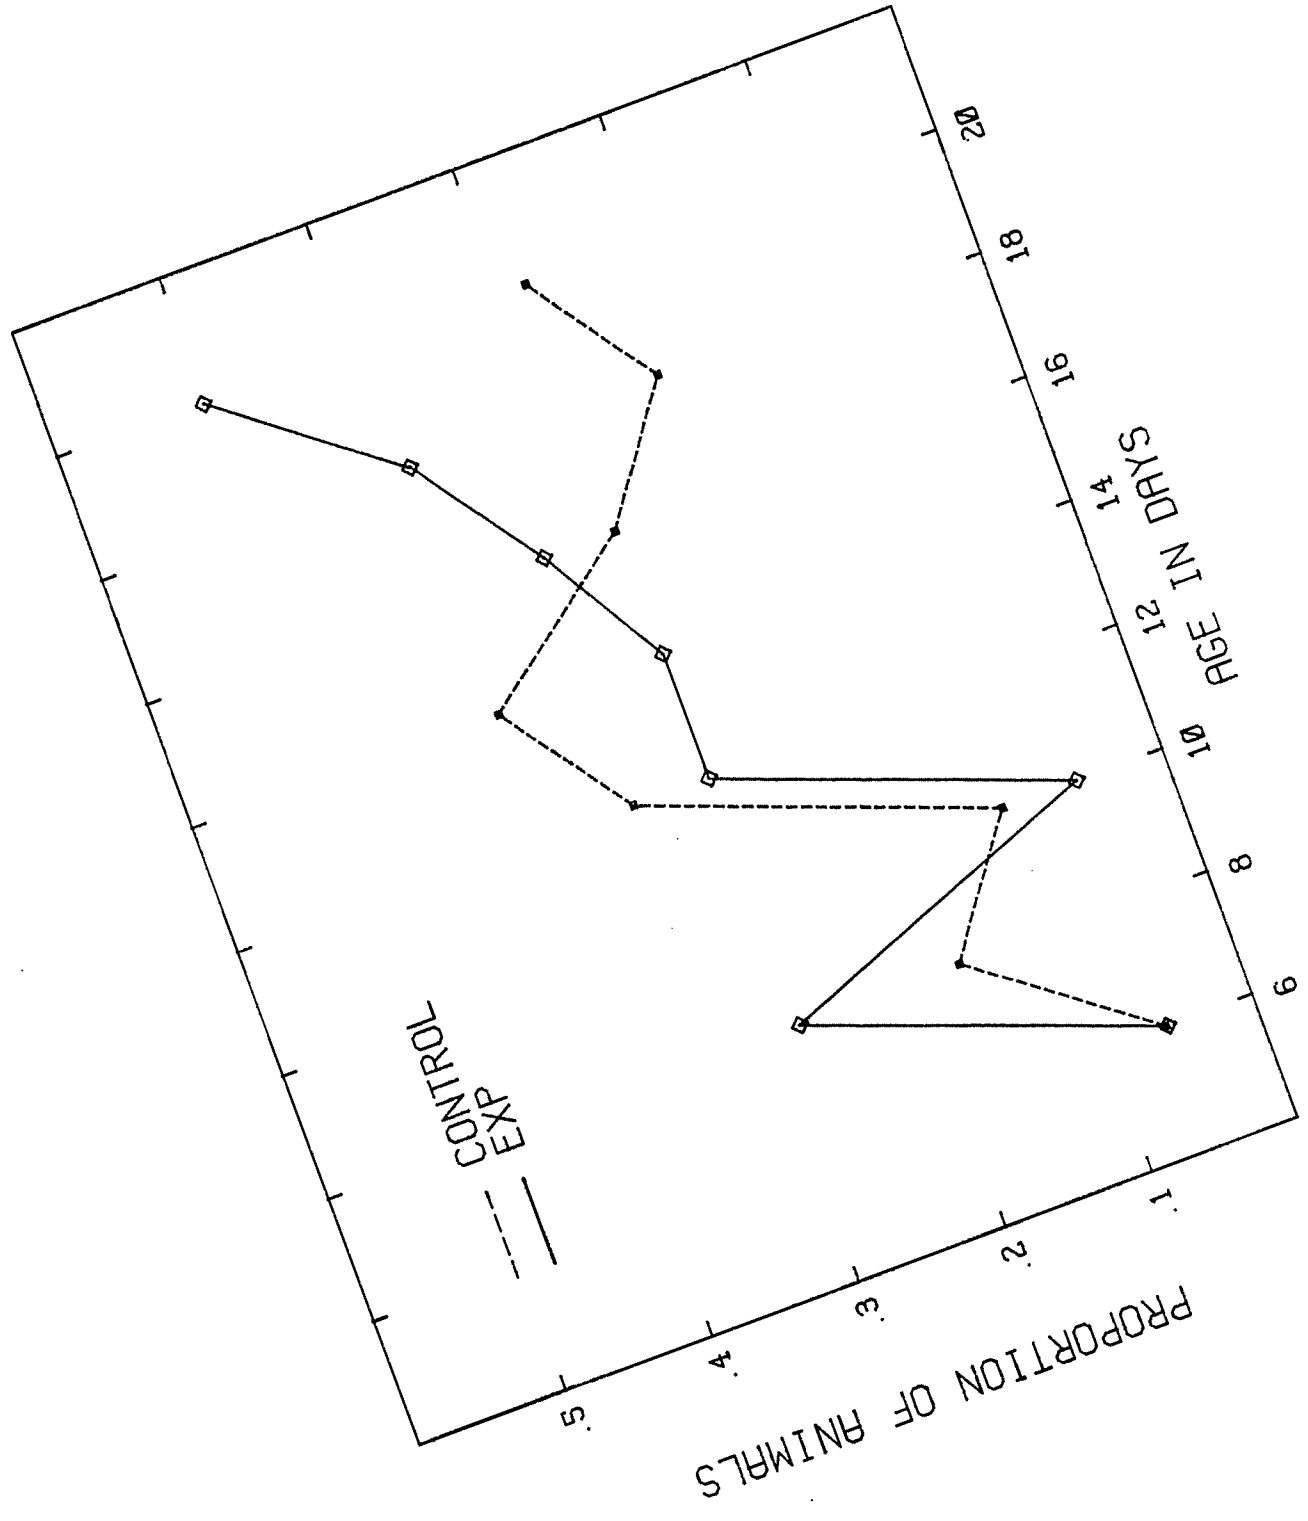 CONTROL
EXP
.5
.4
.3
.2
.1
PROPORTION OF ANIMALS
6 8 10 12 14 16 18 20
AGE IN DAYS